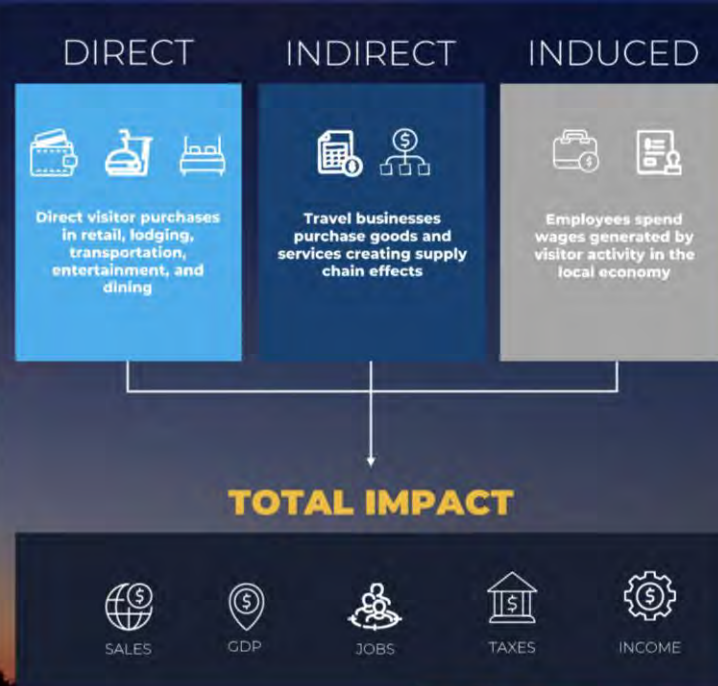 DIRECT
INDIRECT
INDUCED
Direct visitor purchases
in retail, lodging,
transportation,
entertainment, and
dining
Travel businesses
purchase goods and
services creating supply
chain effects
Employees spend
wages generated by
visitor activity in the
local economy
TOTAL IMPACT
SALES
GDP
JOBS
TAXES
INCOME